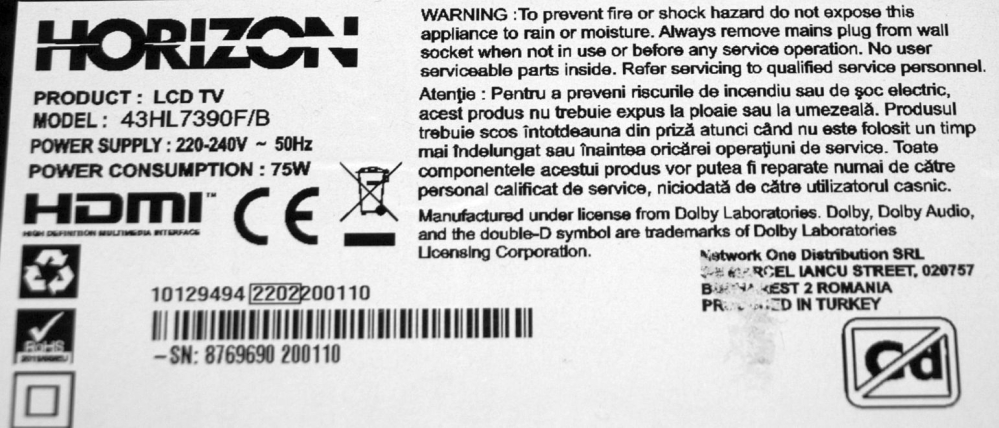 HORIZON
PRODUCT : LCD TV
MODEL : 43HL7390F/B
POWER SUPPLY : 220-240V ~ 50Hz
POWER CONSUMPTION : 75W
HDMI™
HIGH DEFINITION MULTIMEDIA INTERFACE
CE
RoHS
10129494 2202200110
-SN: 8769690 200110
WARNING :To prevent fire or shock hazard do not expose this
appliance to rain or moisture. Always remove mains plug from wall
socket when not in use or before any service operation. No user
serviceable parts inside. Refer servicing to qualified service personnel.
Atenţie : Pentru a preveni riscurile de incendiu sau de şoc electric,
acest produs nu trebuie expus la ploaie sau la umezeală. Produsul
trebuie scos întotdeauna din priză atunci când nu este folosit un timp
mai îndelungat sau înaintea oricărei operaţiuni de service. Toate
componentele acestui produs vor putea fi reparate numai de către
personal calificat de service, niciodată de către utilizatorul casnic.
Manufactured under license from Dolby Laboratories. Dolby, Dolby Audio,
and the double-D symbol are trademarks of Dolby Laboratories
Licensing Corporation.
Network One Distribution SRL
IANCU STREET, 020757
2 ROMANIA
IN TURKEY
Cd